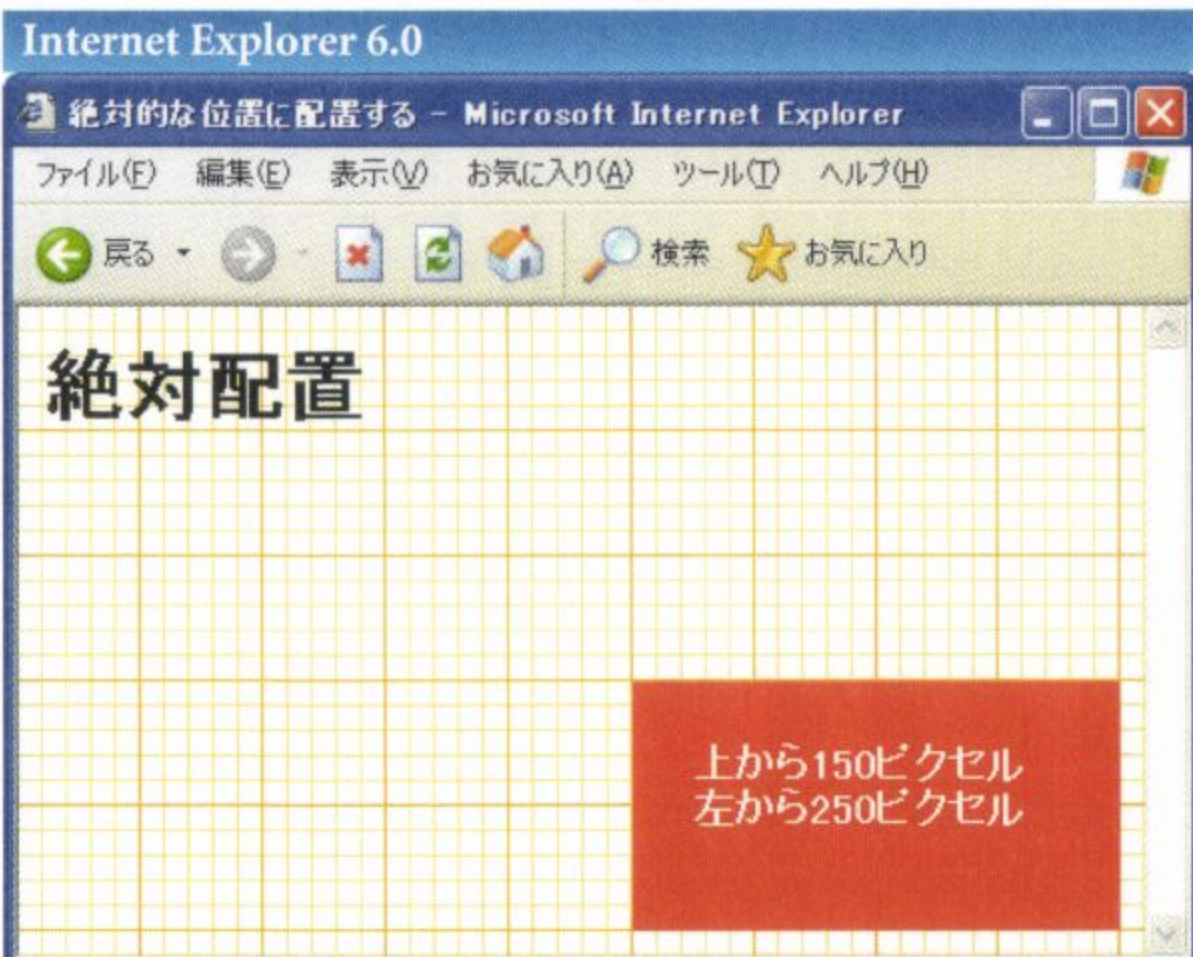 Internet Explorer 6.0
絶対的な位置に配置する - Microsoft Internet Explorer
ファイル(F) 編集(E) 表示(V) お気に入り(A) ツール(T) ヘルプ(H)
戻る 検索 お気に入り
絶対配置
上から150ピクセル
左から250ピクセル